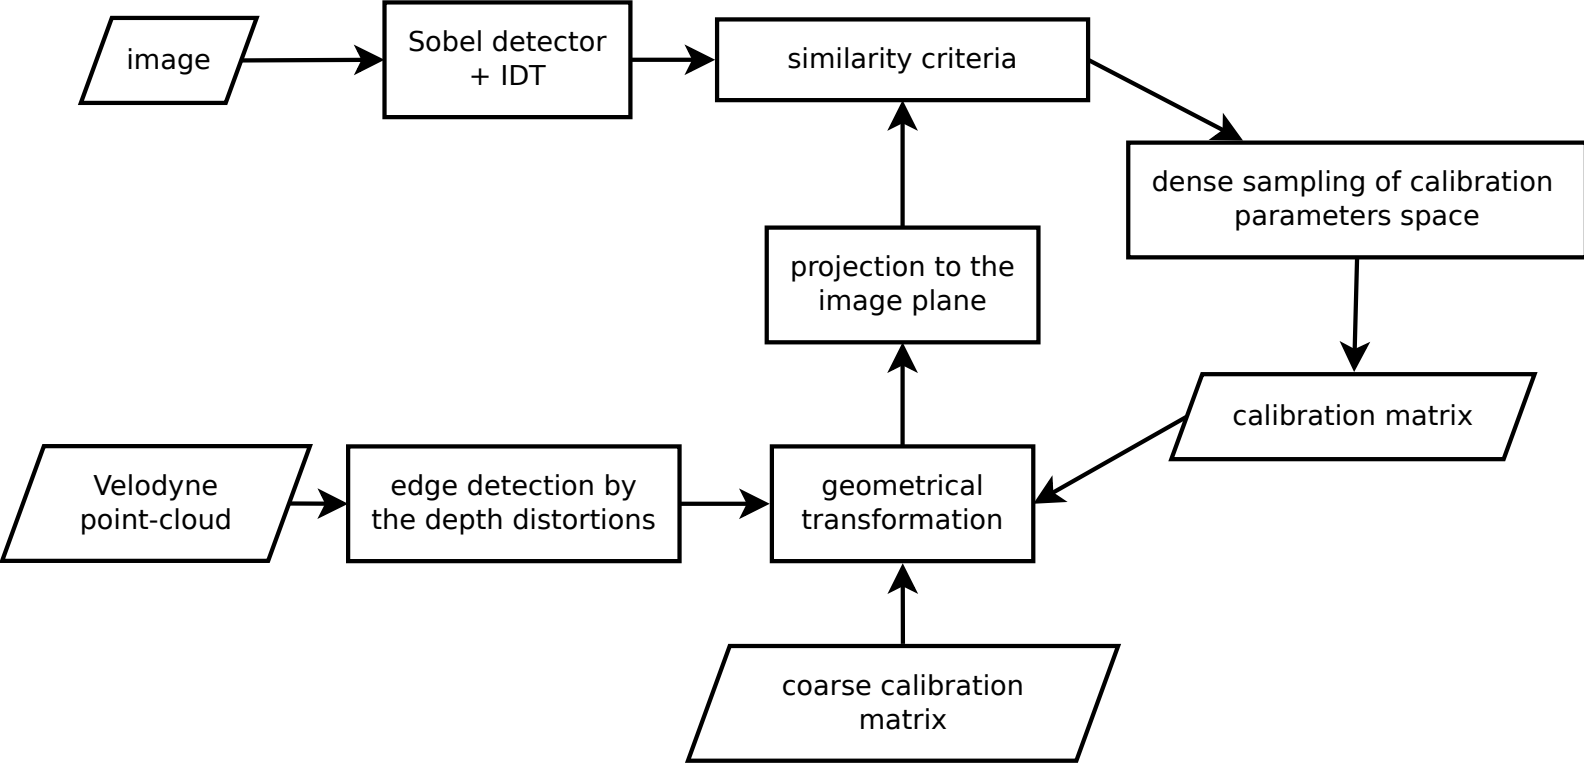 image
Sobel detector
+ IDT
similarity criteria
dense sampling of calibration
parameters space
projection to the
image plane
calibration matrix
Velodyne
point-cloud
edge detection by
the depth distortions
geometrical
transformation
coarse calibration
matrix